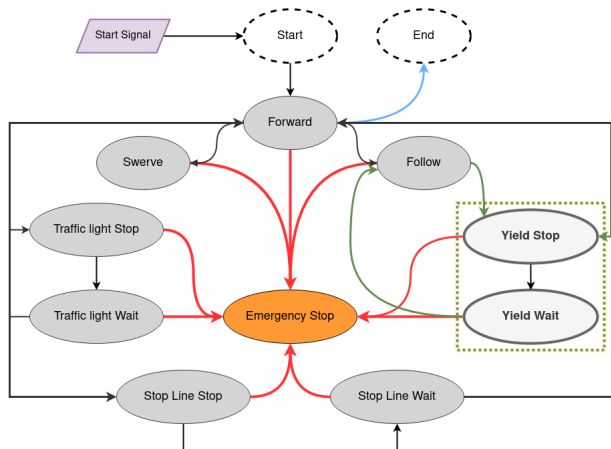 Start Signal
Start
End
Forward
Swerve
Follow
Traffic light Stop
Yield Stop
Traffic light Wait
Emergency Stop
Yield Wait
Stop Line Stop
Stop Line Wait